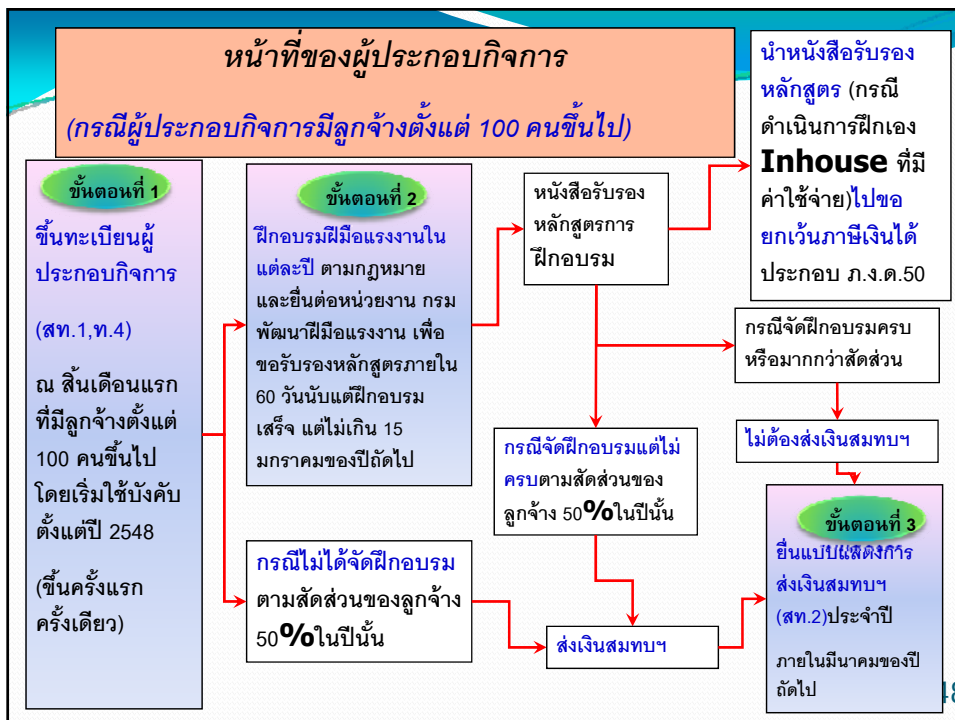 หน้าที่ของผู้ประกอบกิจการ
(กรณีผู้ประกอบกิจการมีลูกจ้างตั้งแต่ 100 คนขึ้นไป)
นำหนังสือรับรอง
หลักสูตร (กรณี
ดำเนินการฝึกเอง
Inhouse ที่มี
ค่าใช้จ่าย)ไปขอ
ยกเว้นภาษีเงินได้
ประกอบ ภ.ง.ด.50
ขั้นตอนที่ 1
ขึ้นทะเบียนผู้
ประกอบกิจการ
(สท.1,ท.4)
ณ สิ้นเดือนแรก
ที่มีลูกจ้างตั้งแต่
100 คนขึ้นไป
โดยเริ่มใช้บังคับ
ตั้งแต่ปี 2548
(ขึ้นครั้งแรก
ครั้งเดียว)
ขั้นตอนที่ 2
ฝึกอบรมฝีมือแรงงานใน
แต่ละปี ตามกฎหมาย
และยื่นต่อหน่วยงาน กรม
พัฒนาฝีมือแรงงาน เพื่อ
ขอรับรองหลักสูตรภายใน
60 วันนับแต่ฝึกอบรม
เสร็จ แต่ไม่เกิน 15
มกราคมของปีถัดไป
หนังสือรับรอง
หลักสูตรการ
ฝึกอบรม
กรณีจัดฝึกอบรมครบ
หรือมากกว่าสัดส่วน
ไม่ต้องส่งเงินสมทบฯ
กรณีจัดฝึกอบรมแต่ไม่
ครบตามสัดส่วนของ
ลูกจ้าง 50%ในปีนั้น
กรณีไม่ได้จัดฝึกอบรม
ตามสัดส่วนของลูกจ้าง
50%ในปีนั้น
ส่งเงินสมทบฯ
ขั้นตอนที่ 3
ยื่นแบบแสดงการ
ส่งเงินสมทบฯ
(สท.2)ประจำปี
ภายในมีนาคมของปี
ถัดไป
48